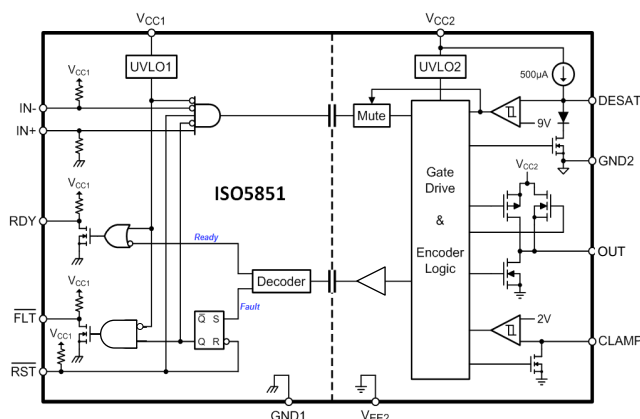 VCC1
VCC2
UVLO1
UVLO2
500µA
VCC1
IN-
IN+
Mute
DESAT
9V
GND2
Gate
Drive
&
Encoder
Logic
ISO5851
VCC1
VCC2
RDY
Ready
OUT
Decoder
VCC1
Fault
FLT
Q S
Q R
2V
VCC1
CLAMP
RST
GND1
VEE2